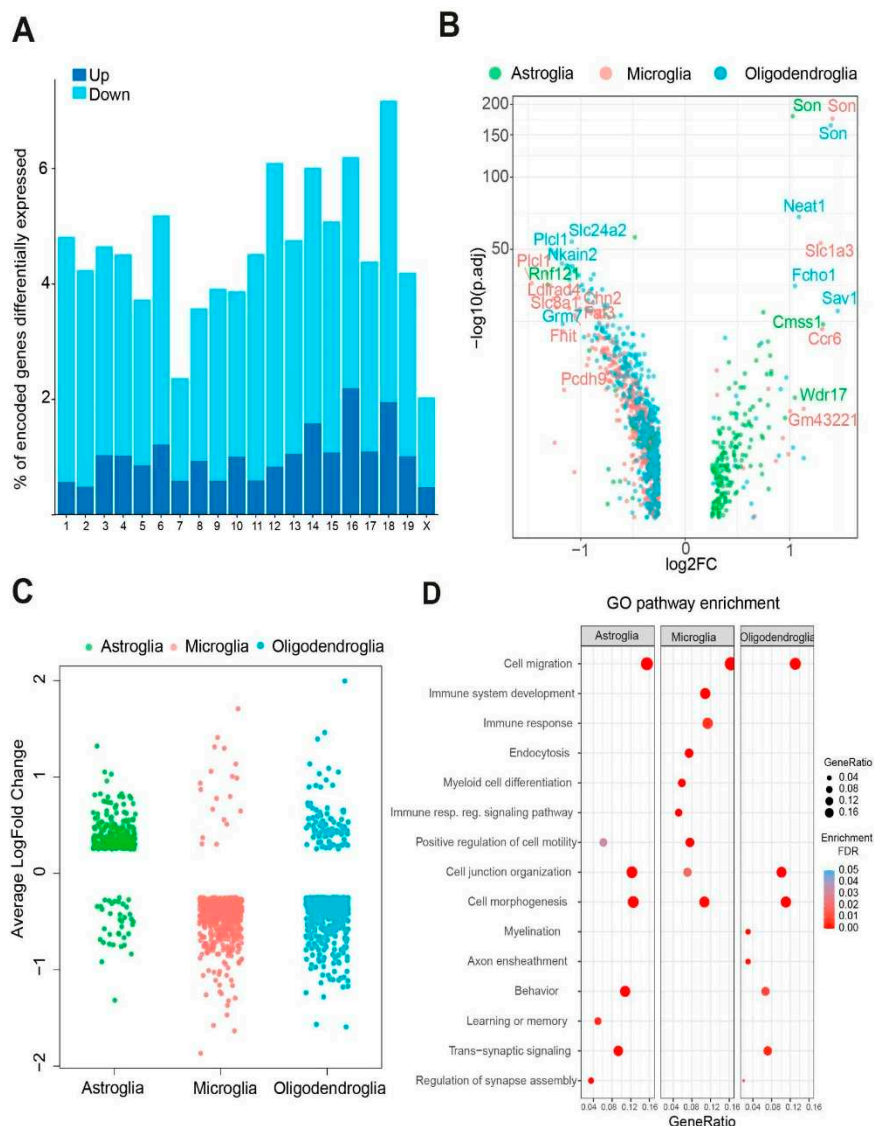 A
Up
Down
% of encoded genes differentially expressed
6
4
2
1 2 3 4 5 6 7 8 9 10 11 12 13 14 15 16 17 18 19 X
B
Astroglia Microglia Oligodendroglia
200
150
100
50
−log10(p.adj)
Son Son
Son
Neat1
Slc24a2
Plcl1
Slc1a3
Nkain2
Plcl1
Rnf121
Fcho1
Ldlrad4
Chn2
Slc8a1
Sav1
Grm7
Fat3
Cmss1
Fhit
Ccr6
Pcdh9
Wdr17
Gm43221
−1 0 1
log2FC
C
Astroglia Microglia Oligodendroglia
Average LogFold Change
2
1
0
−1
−2
Astroglia Microglia Oligodendroglia
D
GO pathway enrichment
Astroglia Microglia Oligodendroglia
Cell migration
Immune system development
Immune response
Endocytosis
Myeloid cell differentiation
Immune resp. reg. signaling pathway
Positive regulation of cell motility
Cell junction organization
Cell morphogenesis
Myelination
Axon ensheathment
Behavior
Learning or memory
Trans−synaptic signaling
Regulation of synapse assembly
0.04 0.08 0.12 0.16 0.04 0.08 0.12 0.16 0.04 0.08 0.12 0.16
GeneRatio
GeneRatio
0.04
0.08
0.12
0.16
Enrichment
FDR
0.05
0.04
0.03
0.02
0.01
0.00